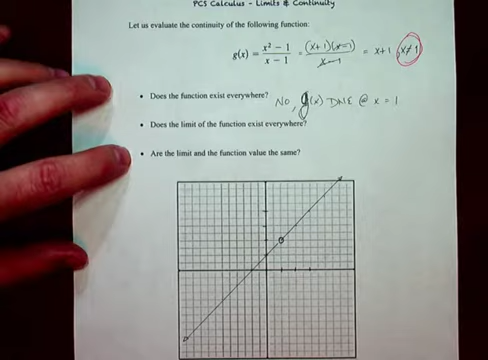 PCS Calculus - Limits & Continuity
Let us evaluate the continuity of the following function:
g(x) = x² - 1 / x - 1 = (x+1)(x-1) / x-1 = x+1, x≠1
• Does the function exist everywhere? NO, g(x) DNE @ x = 1
• Does the limit of the function exist everywhere?
• Are the limit and the function value the same?